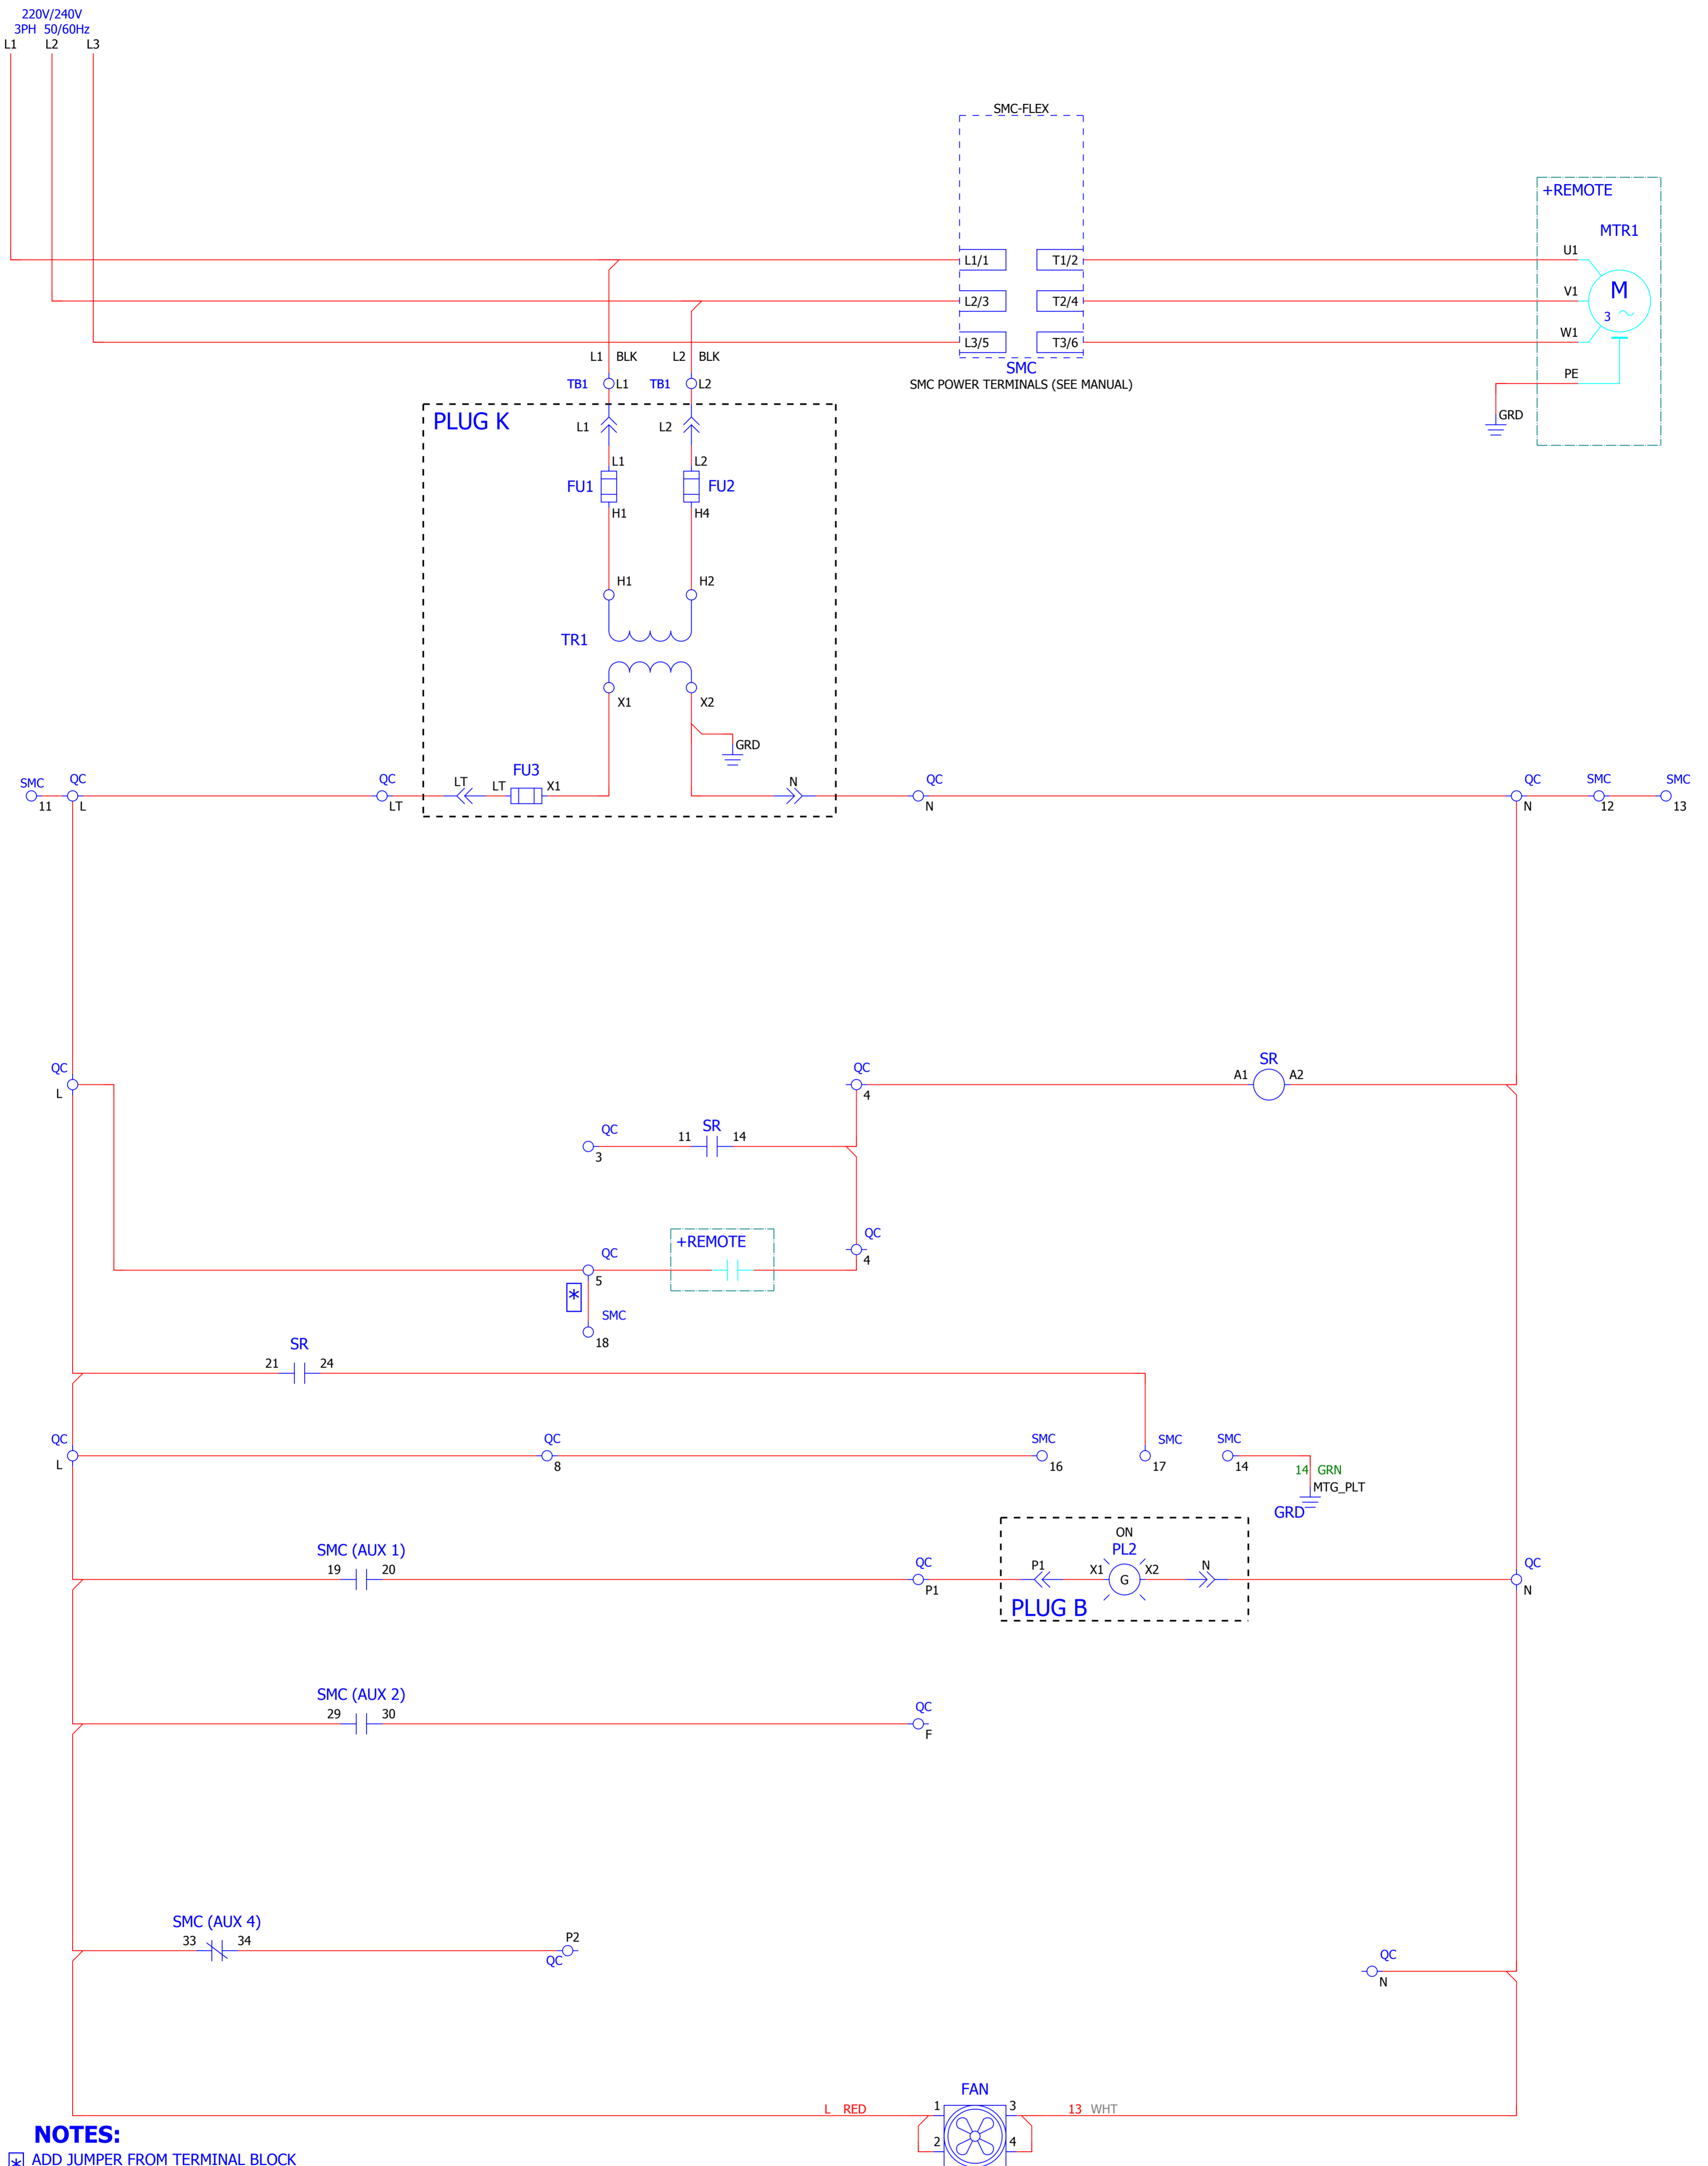 220V/240V
3PH 50/60Hz
L1 L2 L3
SMC-FLEX
+REMOTE
MTR1
L1/1 T1/2 U1
L2/3 T2/4 V1
M
3
L3/5 T3/6 W1
SMC
SMC POWER TERMINALS (SEE MANUAL)
PE
GRD
L1 BLK L2 BLK
TB1 L1 TB1 L2
PLUG K
L1 L2
L1 L2
FU1 FU2
H1 H4
H1 H2
TR1
X1 X2
GRD
SMC QC QC LT LT FU3 X1 N QC QC SMC SMC
11 L LT N N 12 13
QC QC SR
L 4 A1 A2
QC SR
3 11 14
QC +REMOTE QC
5 4
*
SMC
18
SR
21 24
QC QC SMC SMC SMC
L 8 16 17 14
14 GRN
MTG_PLT
GRD
SMC (AUX 1)
19 20
QC
P1
ON
PL2
P1 X1 G X2 N
PLUG B
QC
N
SMC (AUX 2)
29 30
QC
F
SMC (AUX 4)
33 34
P2
QC
QC
N
FAN
L RED 1 3 13 WHT
2 4
NOTES:
* ADD JUMPER FROM TERMINAL BLOCK